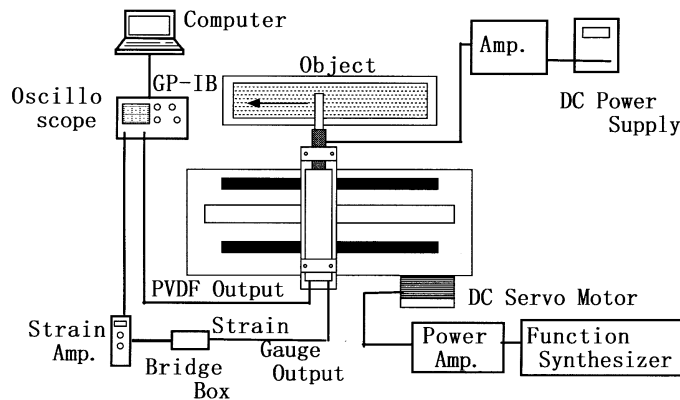 Computer
GP-IB
Oscillo
scope
Object
Amp.
DC Power
Supply
PVDF Output
DC Servo Motor
Strain
Amp.
Bridge
Box
Strain
Gauge
Output
Power
Amp.
Function
Synthesizer